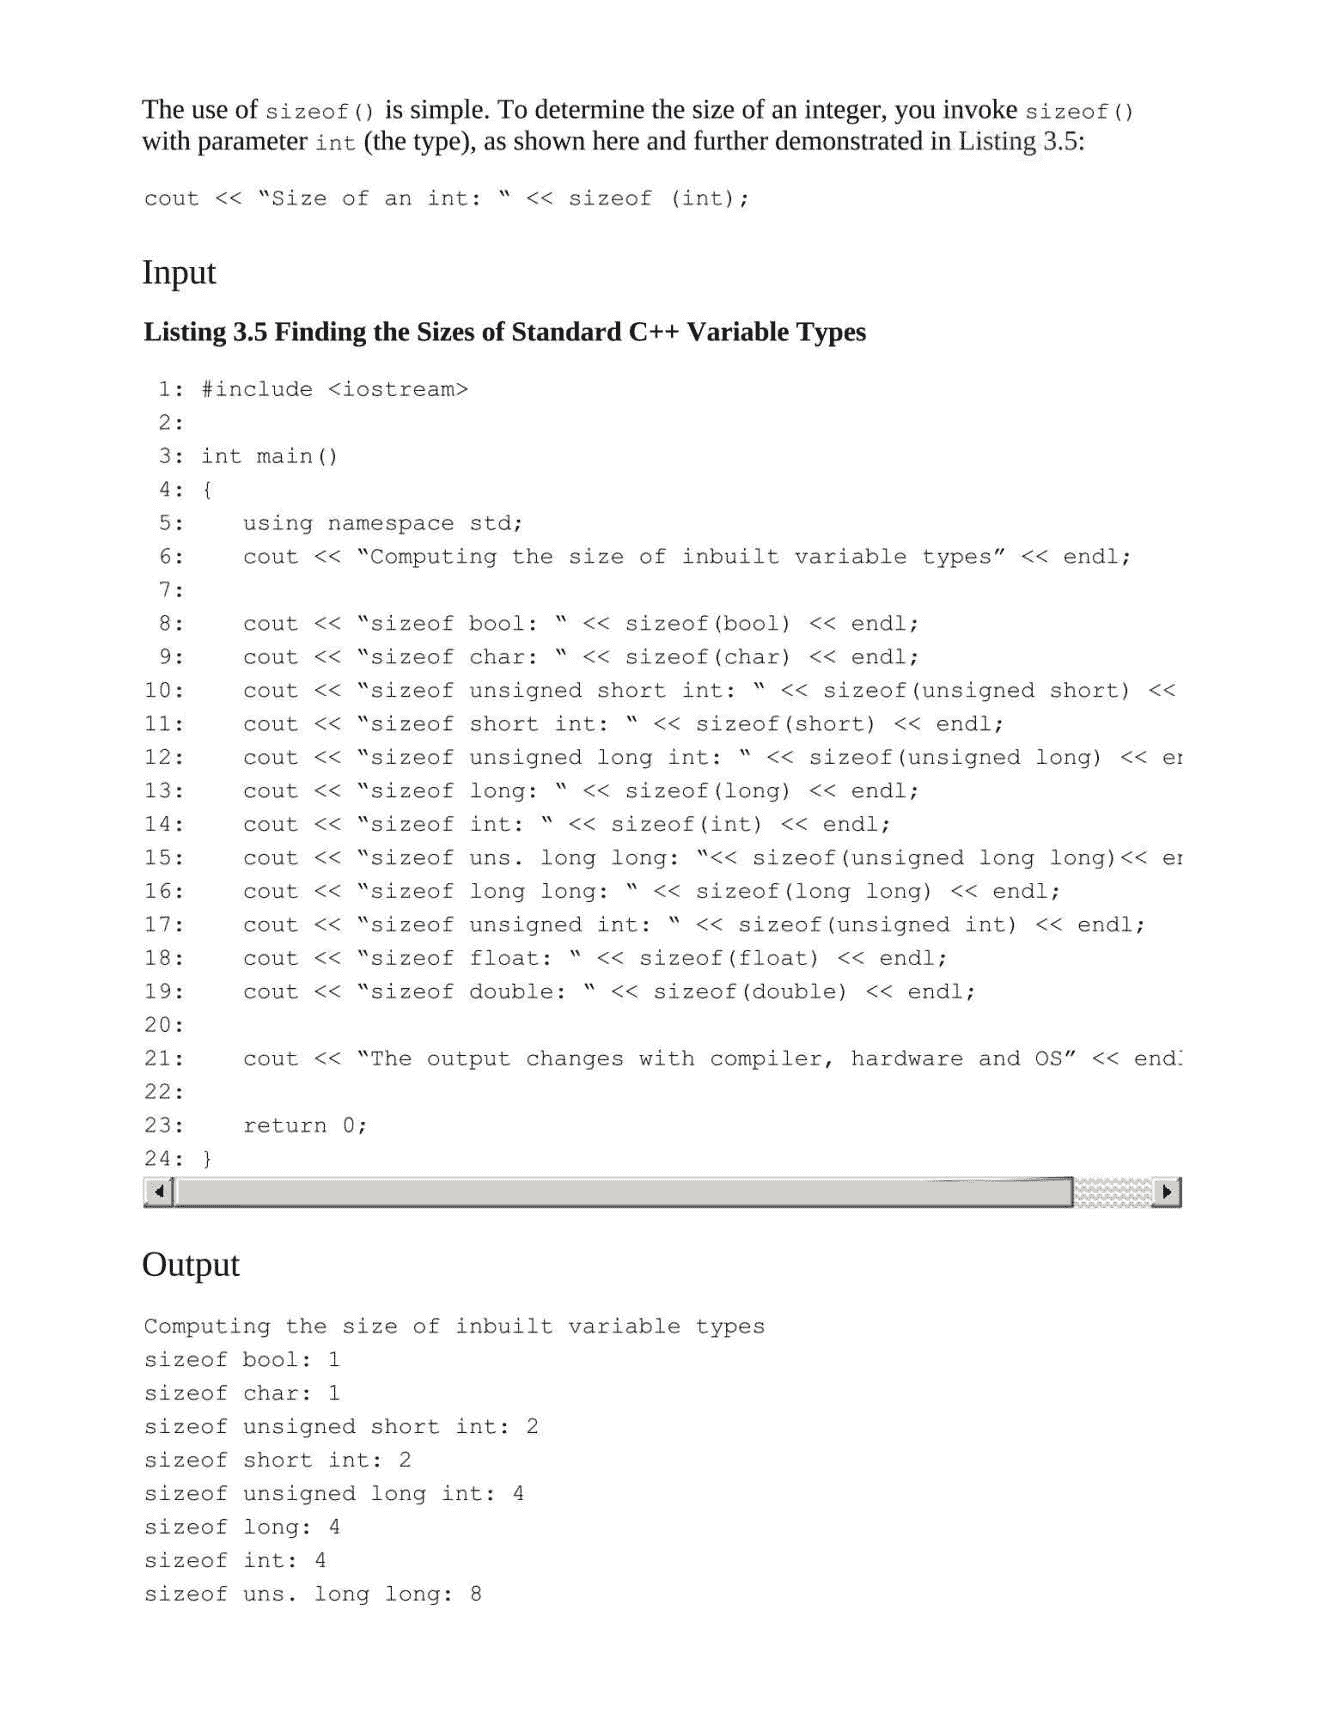 The use of sizeof() is simple. To determine the size of an integer, you invoke sizeof()
with parameter int (the type), as shown here and further demonstrated in Listing 3.5:
cout << “Size of an int: “ << sizeof (int);
Input
Listing 3.5 Finding the Sizes of Standard C++ Variable Types
1: #include <iostream>
2:
3: int main()
4: {
5:    using namespace std;
6:    cout << “Computing the size of inbuilt variable types” << endl;
7:
8:    cout << “sizeof bool: “ << sizeof(bool) << endl;
9:    cout << “sizeof char: “ << sizeof(char) << endl;
10:    cout << “sizeof unsigned short int: “ << sizeof(unsigned short) <<
11:    cout << “sizeof short int: “ << sizeof(short) << endl;
12:    cout << “sizeof unsigned long int: “ << sizeof(unsigned long) <<
13:    cout << “sizeof long: “ << sizeof(long) << endl;
14:    cout << “sizeof int: “ << sizeof(int) << endl;
15:    cout << “sizeof uns. long long: “<< sizeof(unsigned long long)<<
16:    cout << “sizeof long long: “ << sizeof(long long) << endl;
17:    cout << “sizeof unsigned int: “ << sizeof(unsigned int) << endl;
18:    cout << “sizeof float: “ << sizeof(float) << endl;
19:    cout << “sizeof double: “ << sizeof(double) << endl;
20:
21:    cout << “The output changes with compiler, hardware and OS” << endl
22:
23:    return 0;
24: }
Output
Computing the size of inbuilt variable types
sizeof bool: 1
sizeof char: 1
sizeof unsigned short int: 2
sizeof short int: 2
sizeof unsigned long int: 4
sizeof long: 4
sizeof int: 4
sizeof uns. long long: 8